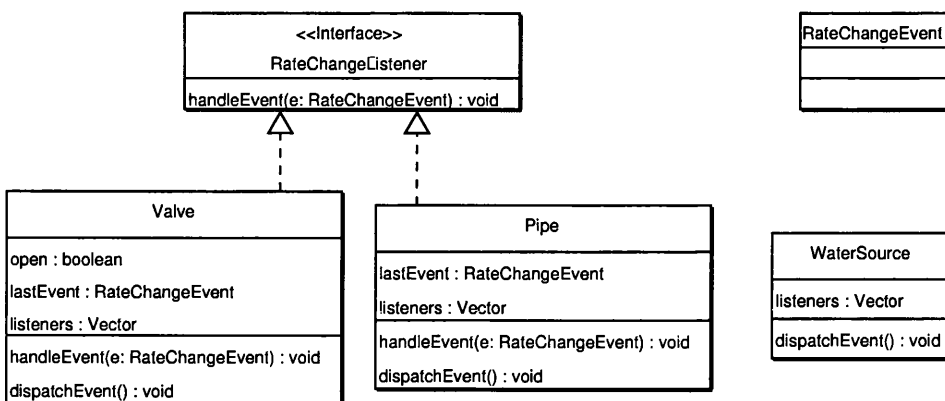 <<Interface>>
RateChangeListener
handleEvent(e: RateChangeEvent) : void
RateChangeEvent
Valve
open : boolean
lastEvent : RateChangeEvent
listeners : Vector
handleEvent(e: RateChangeEvent) : void
dispatchEvent() : void
Pipe
lastEvent : RateChangeEvent
listeners : Vector
handleEvent(e: RateChangeEvent) : void
dispatchEvent() : void
WaterSource
listeners : Vector
dispatchEvent() : void